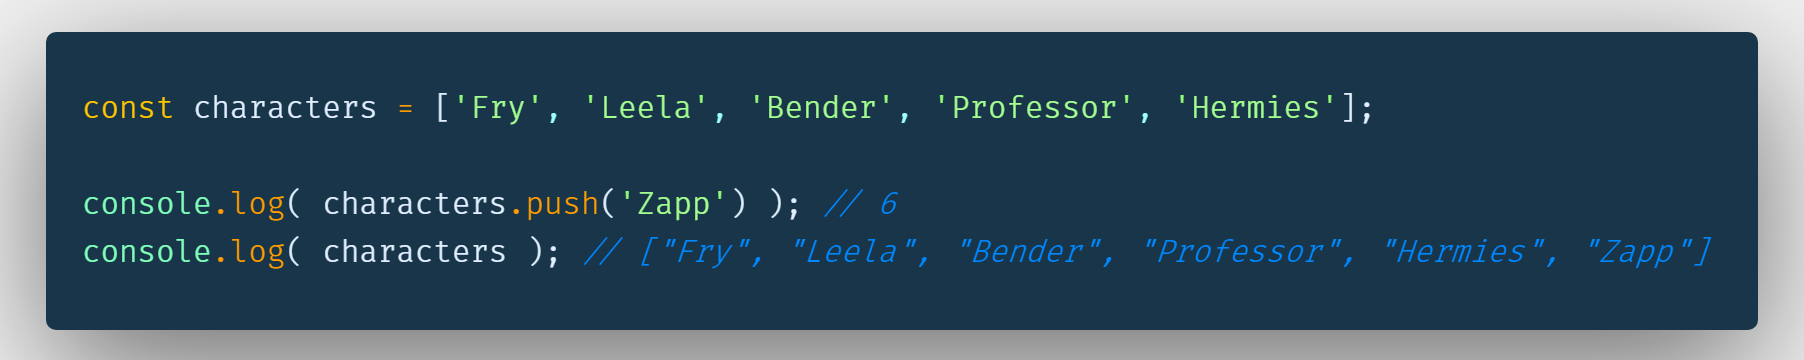 const characters = ['Fry', 'Leela', 'Bender', 'Professor', 'Hermies'];
console.log( characters.push('Zapp') ); // 6
console.log( characters ); // ["Fry", "Leela", "Bender", "Professor", "Hermies", "Zapp"]